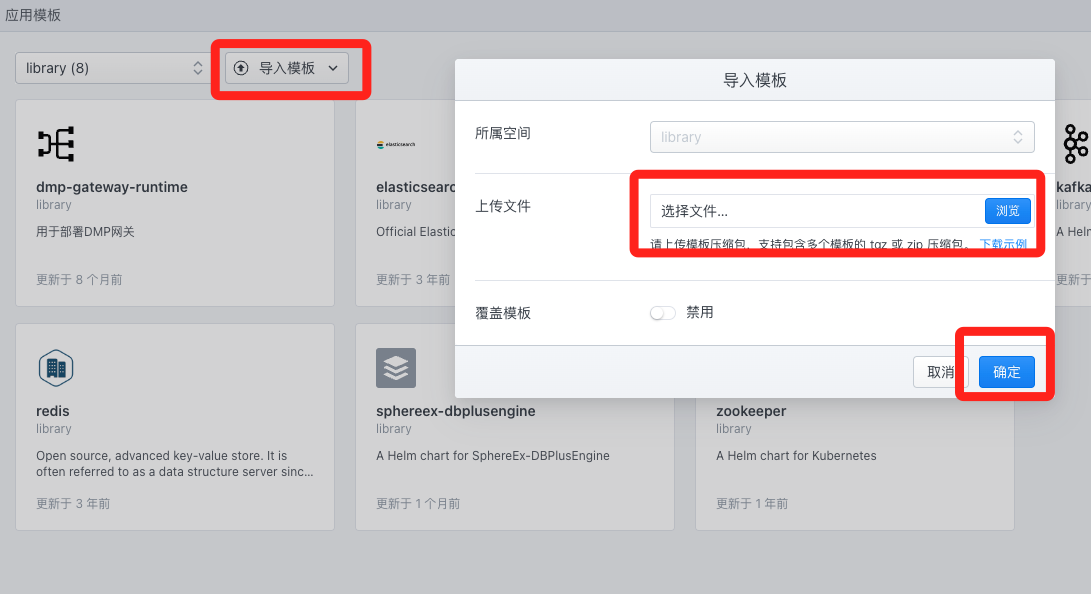 应用模板
library (8)
导入模板
dmp-gateway-runtime
library
用于部署DMP网关
更新于 8 个月前
elasticsearch
elasticsearc
library
Official Elastic
更新于 3 年前
kafka
library
A Helm
更新于
导入模板
所属空间
library
上传文件
选择文件...
浏览
请上传模板压缩包，支持包含多个模板的 tgz 或 zip 压缩包。 下载示例
覆盖模板
禁用
取消
确定
redis
library
Open source, advanced key-value store. It is
often referred to as a data structure server sinc...
更新于 3 年前
sphereex-dbplusengine
library
A Helm chart for SphereEx-DBPlusEngine
更新于 1 个月前
zookeeper
library
A Helm chart for Kubernetes
更新于 1 年前